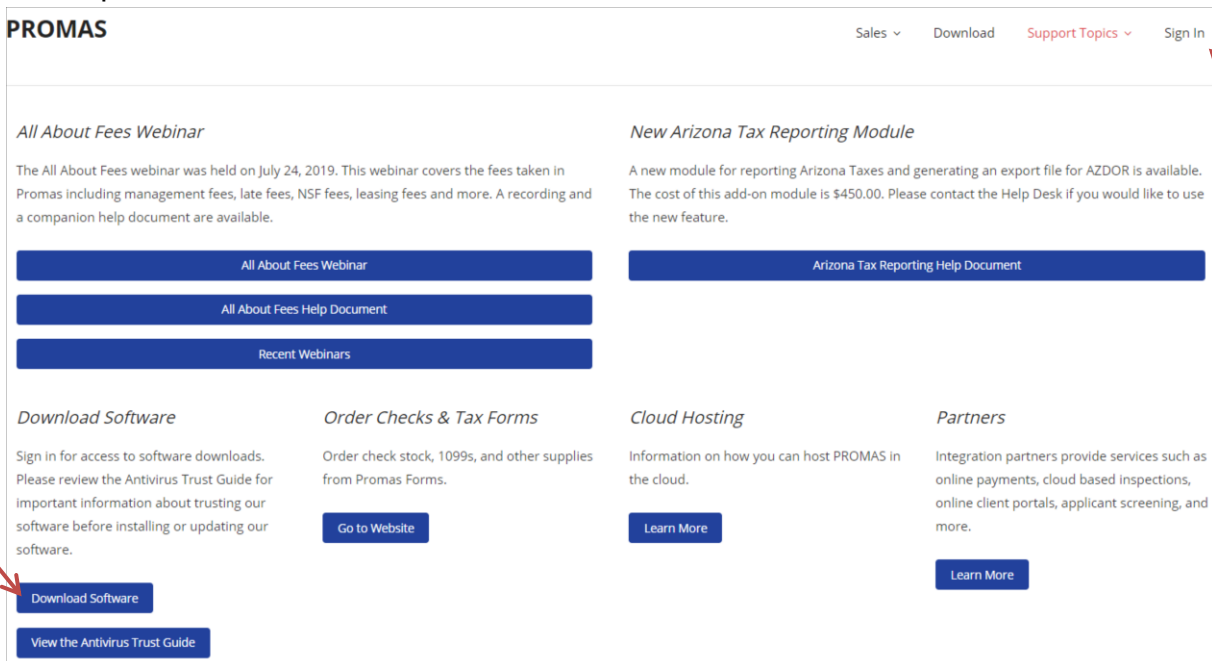 PROMAS
Sales
Download
Support Topics
Sign In
All About Fees Webinar
The All About Fees webinar was held on July 24, 2019. This webinar covers the fees taken in
Promas including management fees, late fees, NSF fees, leasing fees and more. A recording and
a companion help document are available.
All About Fees Webinar
All About Fees Help Document
Recent Webinars
New Arizona Tax Reporting Module
A new module for reporting Arizona Taxes and generating an export file for AZDOR is available.
The cost of this add-on module is $450.00. Please contact the Help Desk if you would like to use
the new feature.
Arizona Tax Reporting Help Document
Download Software
Sign in for access to software downloads.
Please review the Antivirus Trust Guide for
important information about trusting our
software before installing or updating our
software.
Download Software
View the Antivirus Trust Guide
Order Checks & Tax Forms
Order check stock, 1099s, and other supplies
from Promas Forms.
Go to Website
Cloud Hosting
Information on how you can host PROMAS in
the cloud.
Learn More
Partners
Integration partners provide services such as
online payments, cloud based inspections,
online client portals, applicant screening, and
more.
Learn More